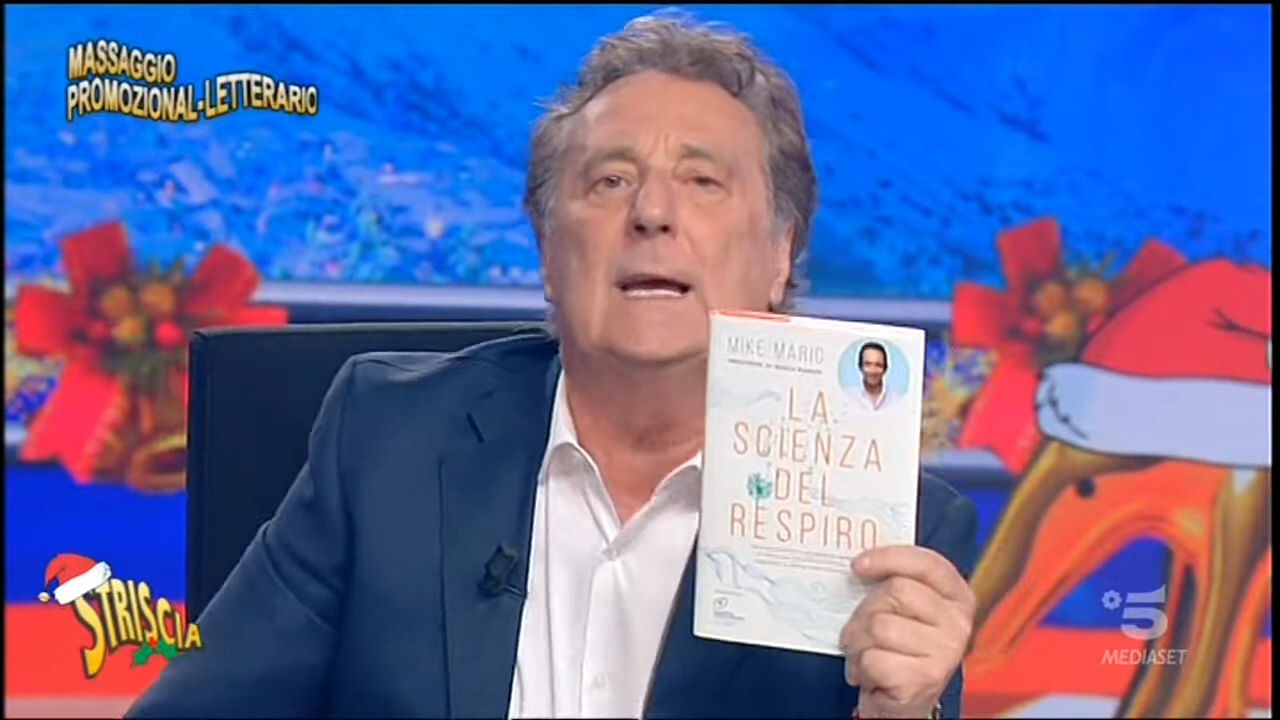 MASSAGGIO
PROMOZIONAL-LETTERARIO
MIKE MARIC
LA
SCIENZA
DEL
RESPIRO
STRISCIA
5
MEDIASET